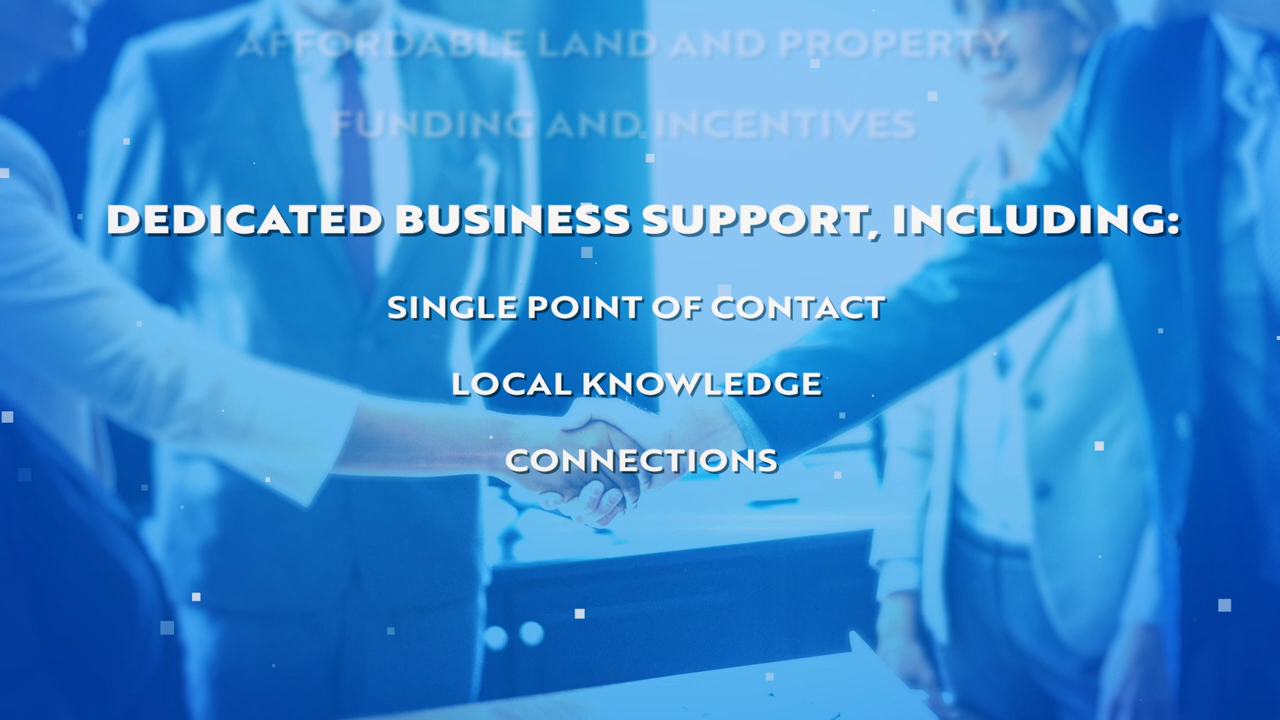 AFFORDABLE LAND AND PROPERTY
FUNDING AND INCENTIVES
DEDICATED BUSINESS SUPPORT, INCLUDING:
SINGLE POINT OF CONTACT
LOCAL KNOWLEDGE
CONNECTIONS